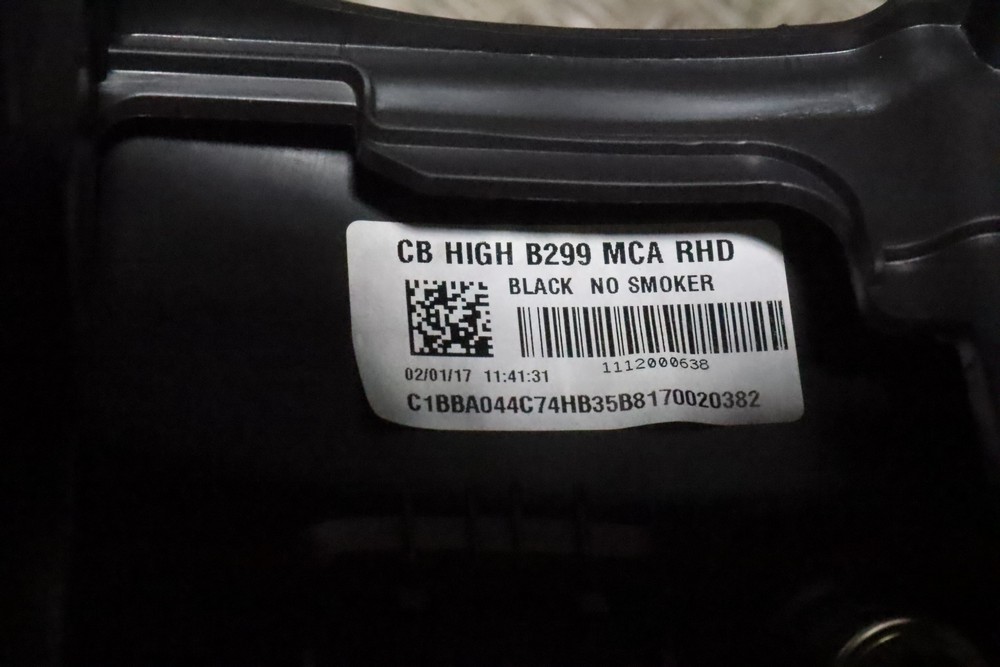 CB HIGH B299 MCA RHD
BLACK NO SMOKER
1112000638
02/01/17 11:41:31
C1BBA044C74HB35B8170020382